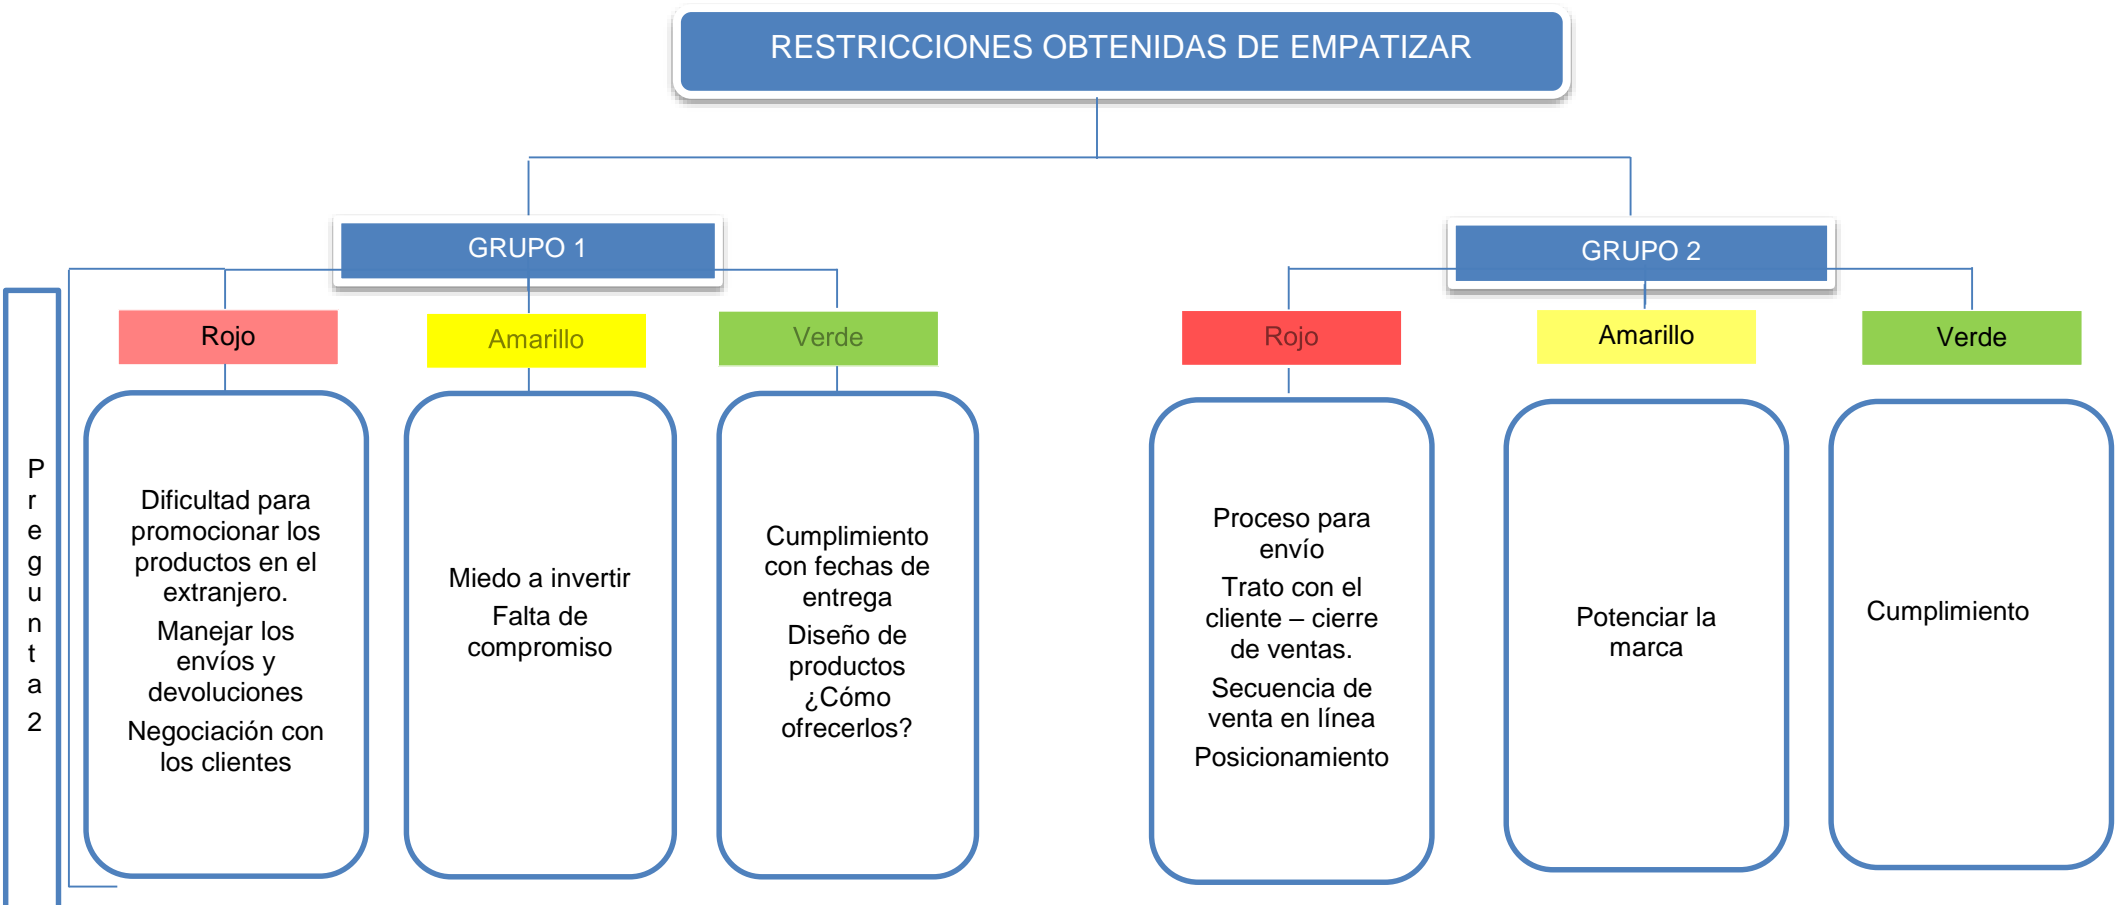 RESTRICCIONES OBTENIDAS DE EMPATIZAR
GRUPO 1
GRUPO 2
Rojo
Amarillo
Verde
Rojo
Amarillo
Verde
P
r
e
g
u
n
t
a
2
Dificultad para
promocionar los
productos en el
extranjero.
Manejar los
envíos y
devoluciones
Negociación con
los clientes
Miedo a invertir
Falta de
compromiso
Cumplimiento
con fechas de
entrega
Diseño de
productos
¿Cómo
ofrecerlos?
Proceso para
envío
Trato con el
cliente – cierre
de ventas.
Secuencia de
venta en línea
Posicionamiento
Potenciar la
marca
Cumplimiento